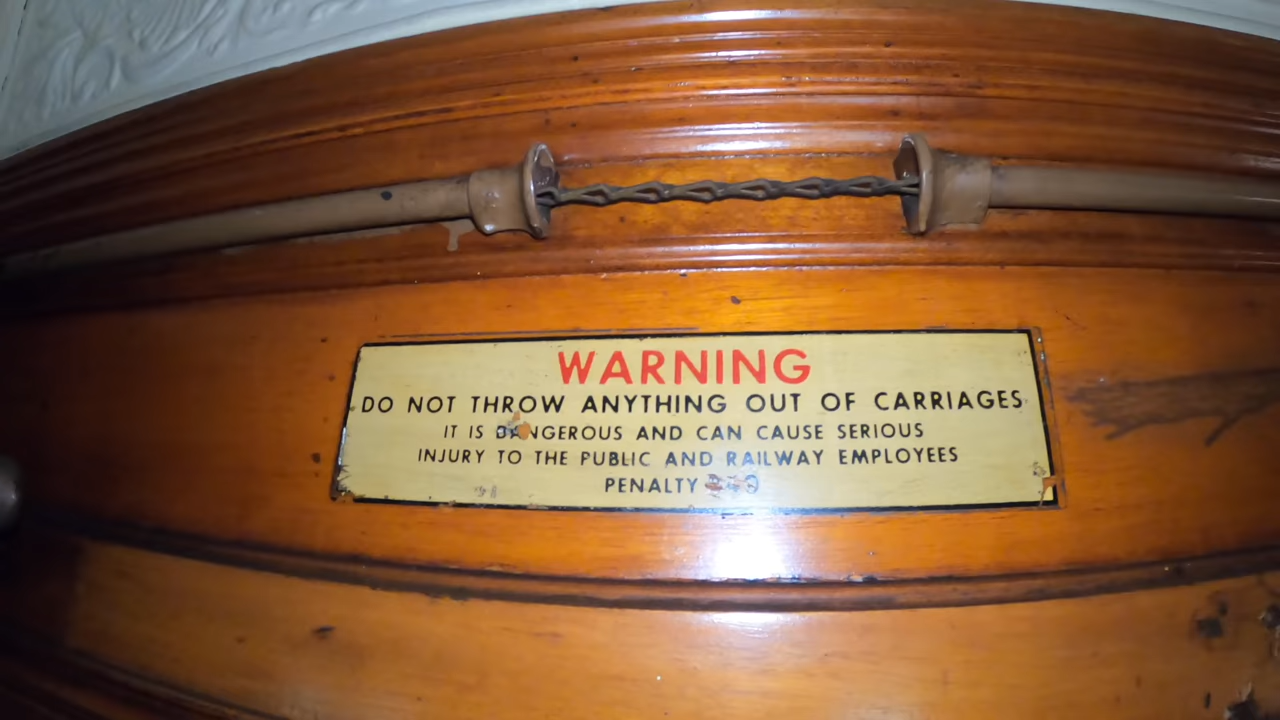 WARNING
DO NOT THROW ANYTHING OUT OF CARRIAGES
IT IS DANGEROUS AND CAN CAUSE SERIOUS
INJURY TO THE PUBLIC AND RAILWAY EMPLOYEES
PENALTY